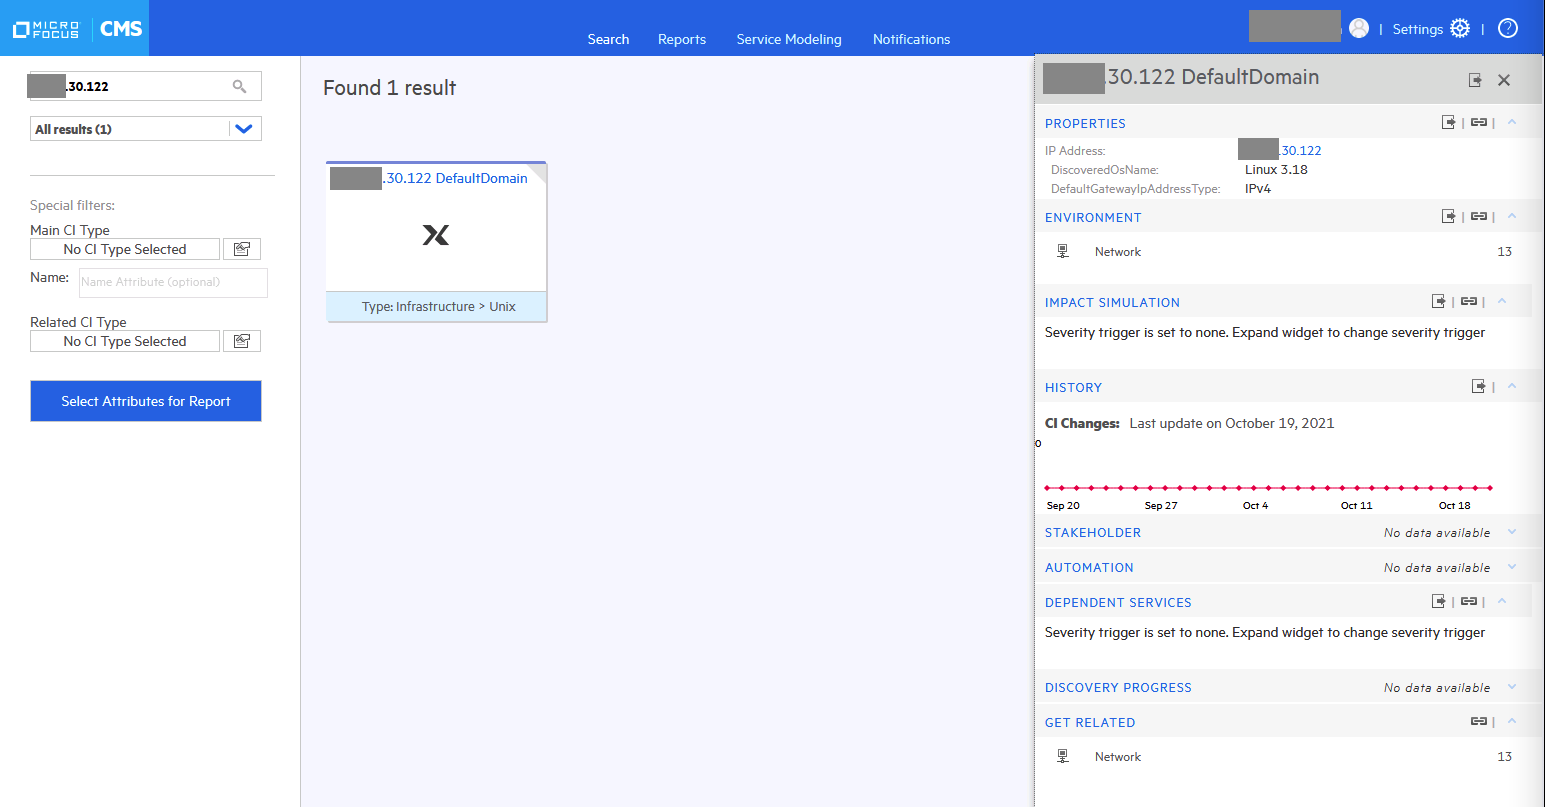 MICRO
FOCUS
CMS
Search
Reports
Service Modeling
Notifications
Settings
?
.30.122
All results (1)
Special filters:
Main CI Type
No CI Type Selected
Name:
Name Attribute (optional)
Related CI Type
No CI Type Selected
Select Attributes for Report
Found 1 result
.30.122 DefaultDomain
Type: Infrastructure > Unix
.30.122 DefaultDomain
PROPERTIES
IP Address: .30.122
DiscoveredOsName: Linux 3.18
DefaultGatewayIpAddressType: IPv4
ENVIRONMENT
Network 13
IMPACT SIMULATION
Severity trigger is set to none. Expand widget to change severity trigger
HISTORY
CI Changes: Last update on October 19, 2021
0
Sep 20 Sep 27 Oct 4 Oct 11 Oct 18
STAKEHOLDER No data available
AUTOMATION No data available
DEPENDENT SERVICES
Severity trigger is set to none. Expand widget to change severity trigger
DISCOVERY PROGRESS No data available
GET RELATED
Network 13